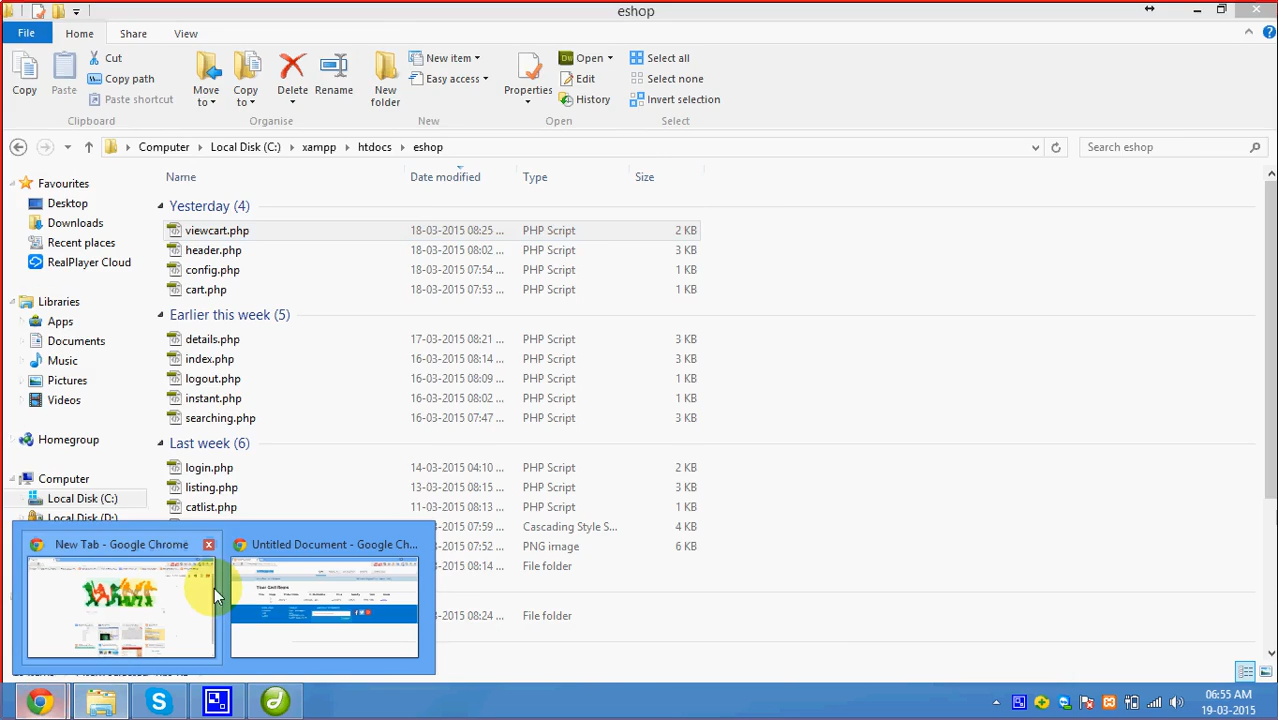 eshop
File Home Share View
Copy Paste Cut Copy path Paste shortcut Move to Copy to Delete Rename New folder New item Easy access Properties Open Edit History Select all Select none Invert selection
Clipboard Organise New Open Select
Computer Local Disk (C:) xampp htdocs eshop Search eshop
Name Date modified Type Size
Favourites
Desktop
Downloads
Recent places
RealPlayer Cloud
Libraries
Apps
Documents
Music
Pictures
Videos
Homegroup
Computer
Local Disk (C:)
Local Disk (D:)
Yesterday (4)
viewcart.php 18-03-2015 08:25 ... PHP Script 2 KB
header.php 18-03-2015 08:02 ... PHP Script 3 KB
config.php 18-03-2015 07:54 ... PHP Script 1 KB
cart.php 18-03-2015 07:53 ... PHP Script 1 KB
Earlier this week (5)
details.php 17-03-2015 08:21 ... PHP Script 3 KB
index.php 16-03-2015 08:14 ... PHP Script 3 KB
logout.php 16-03-2015 08:09 ... PHP Script 1 KB
instant.php 16-03-2015 08:02 ... PHP Script 1 KB
searching.php 16-03-2015 07:47 ... PHP Script 3 KB
Last week (6)
login.php 14-03-2015 04:10 ... PHP Script 2 KB
listing.php 13-03-2015 08:15 ... PHP Script 3 KB
catlist.php 11-03-2015 08:13 ... PHP Script 1 KB
07:59 ... Cascading Style S... 4 KB
07:52 ... PNG image 6 KB
08:14 ... File folder
08:24 ... File folder
New Tab - Google Chrome
Untitled Document - Google Ch...
06:55 AM
19-03-2015